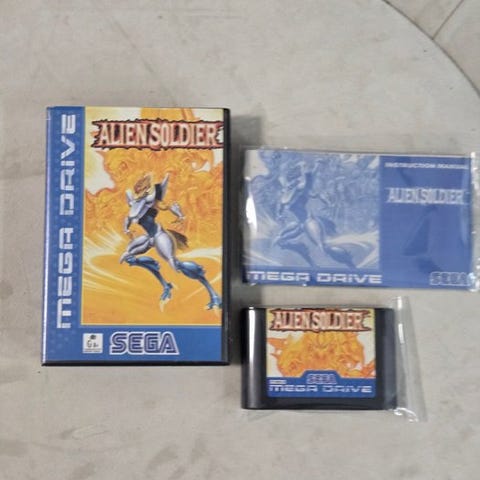 MEGA DRIVE
ALIEN SOLDIER
SEGA
INSTRUCTION MANUAL
ALIEN SOLDIER
MEGA DRIVE
SEGA
ALIEN SOLDIER
SEGA
MEGA DRIVE